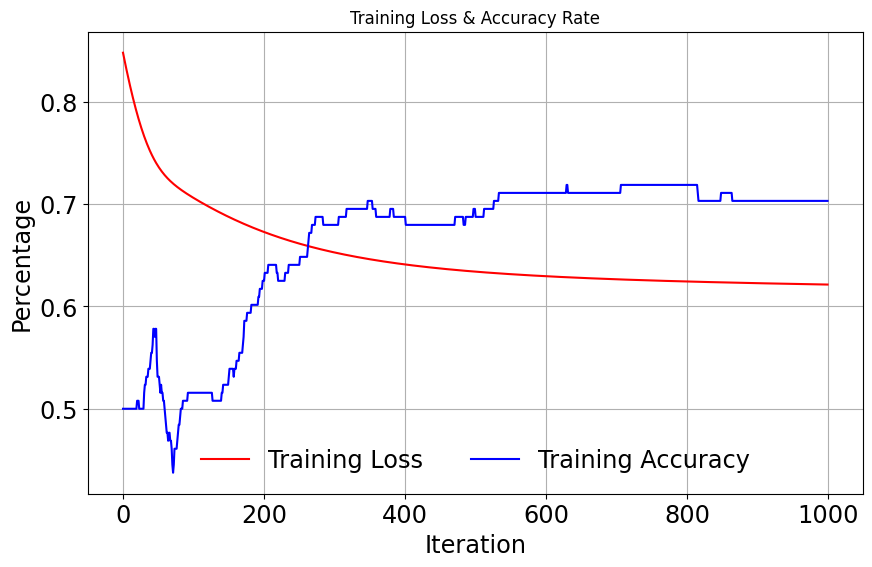 Training Loss & Accuracy Rate
Percentage
0.8
0.7
0.6
0.5
Training Loss
Training Accuracy
0 200 400 600 800 1000
Iteration